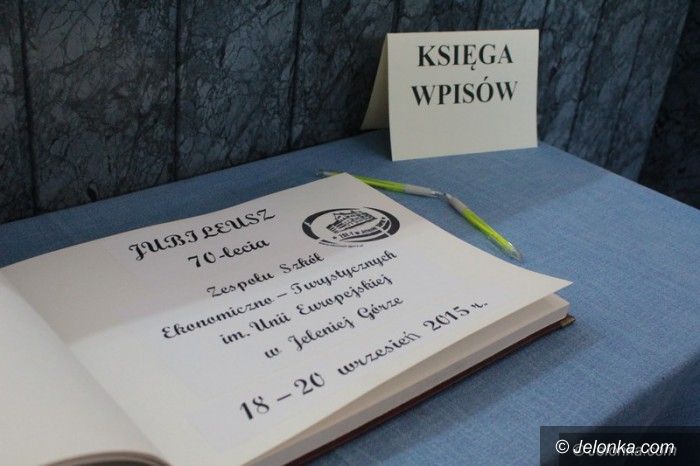 KSIĘGA
WPISÓW
JUBILEUSZ
70-lecia
Zespołu Szkół
Ekonomiczno – Turystycznych
im. Unii Europejskiej
w Jeleniej Górze
18 – 20 wrzesień 2015 r.
© Jelonka.com